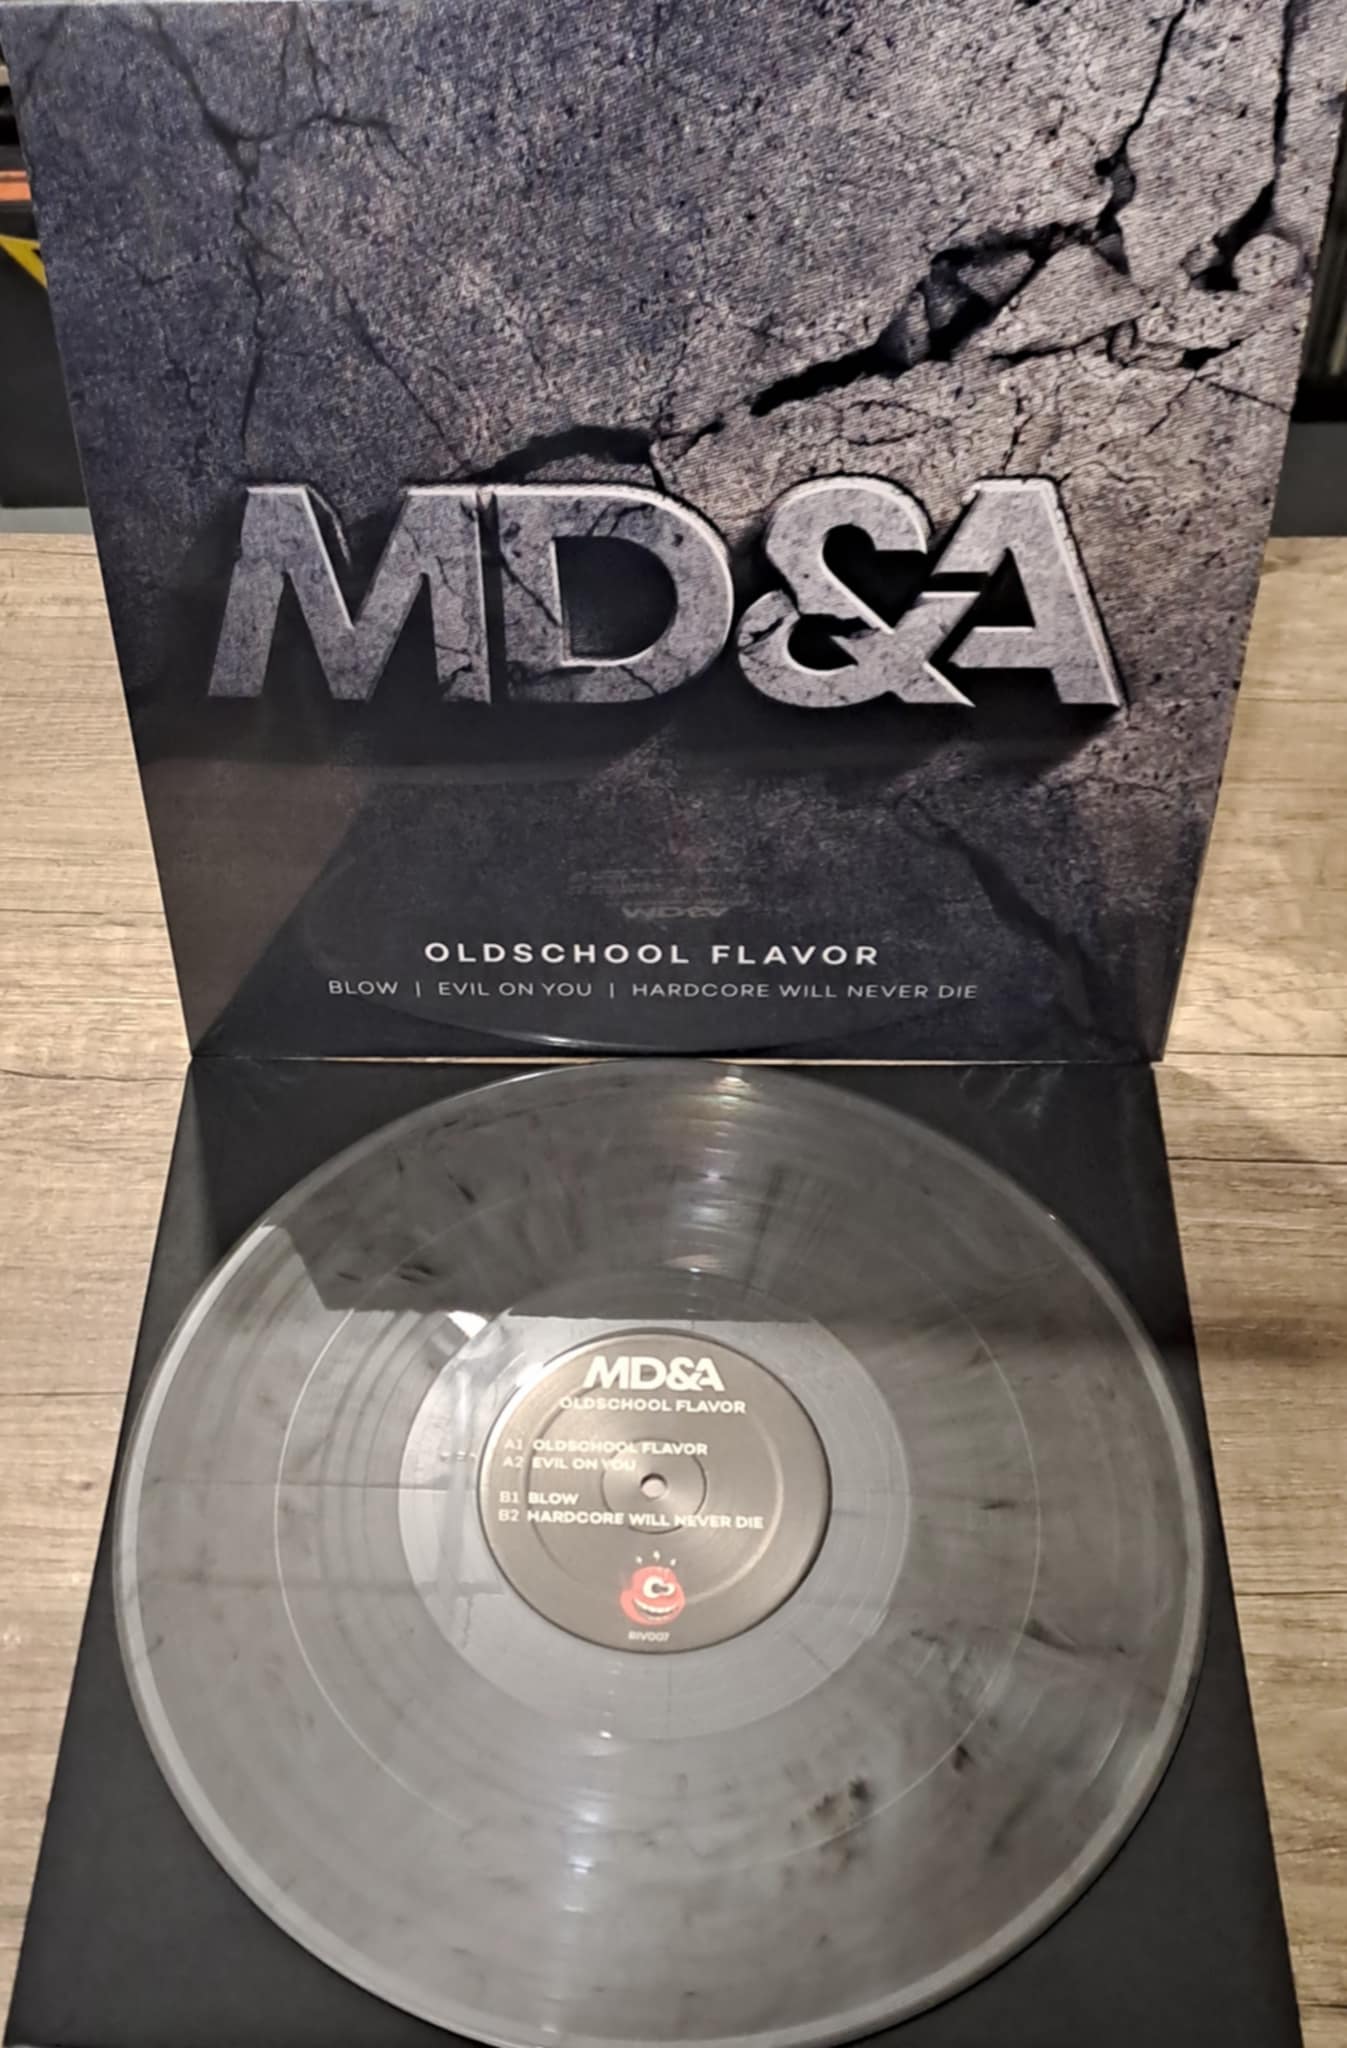 MD&A
OLDSCHOOL FLAVOR
BLOW | EVIL ON YOU | HARDCORE WILL NEVER DIE
MD&A
OLDSCHOOL FLAVOR
A1 OLDSCHOOL FLAVOR
A2 EVIL ON YOU
B1 BLOW
B2 HARDCORE WILL NEVER DIE
RIV007